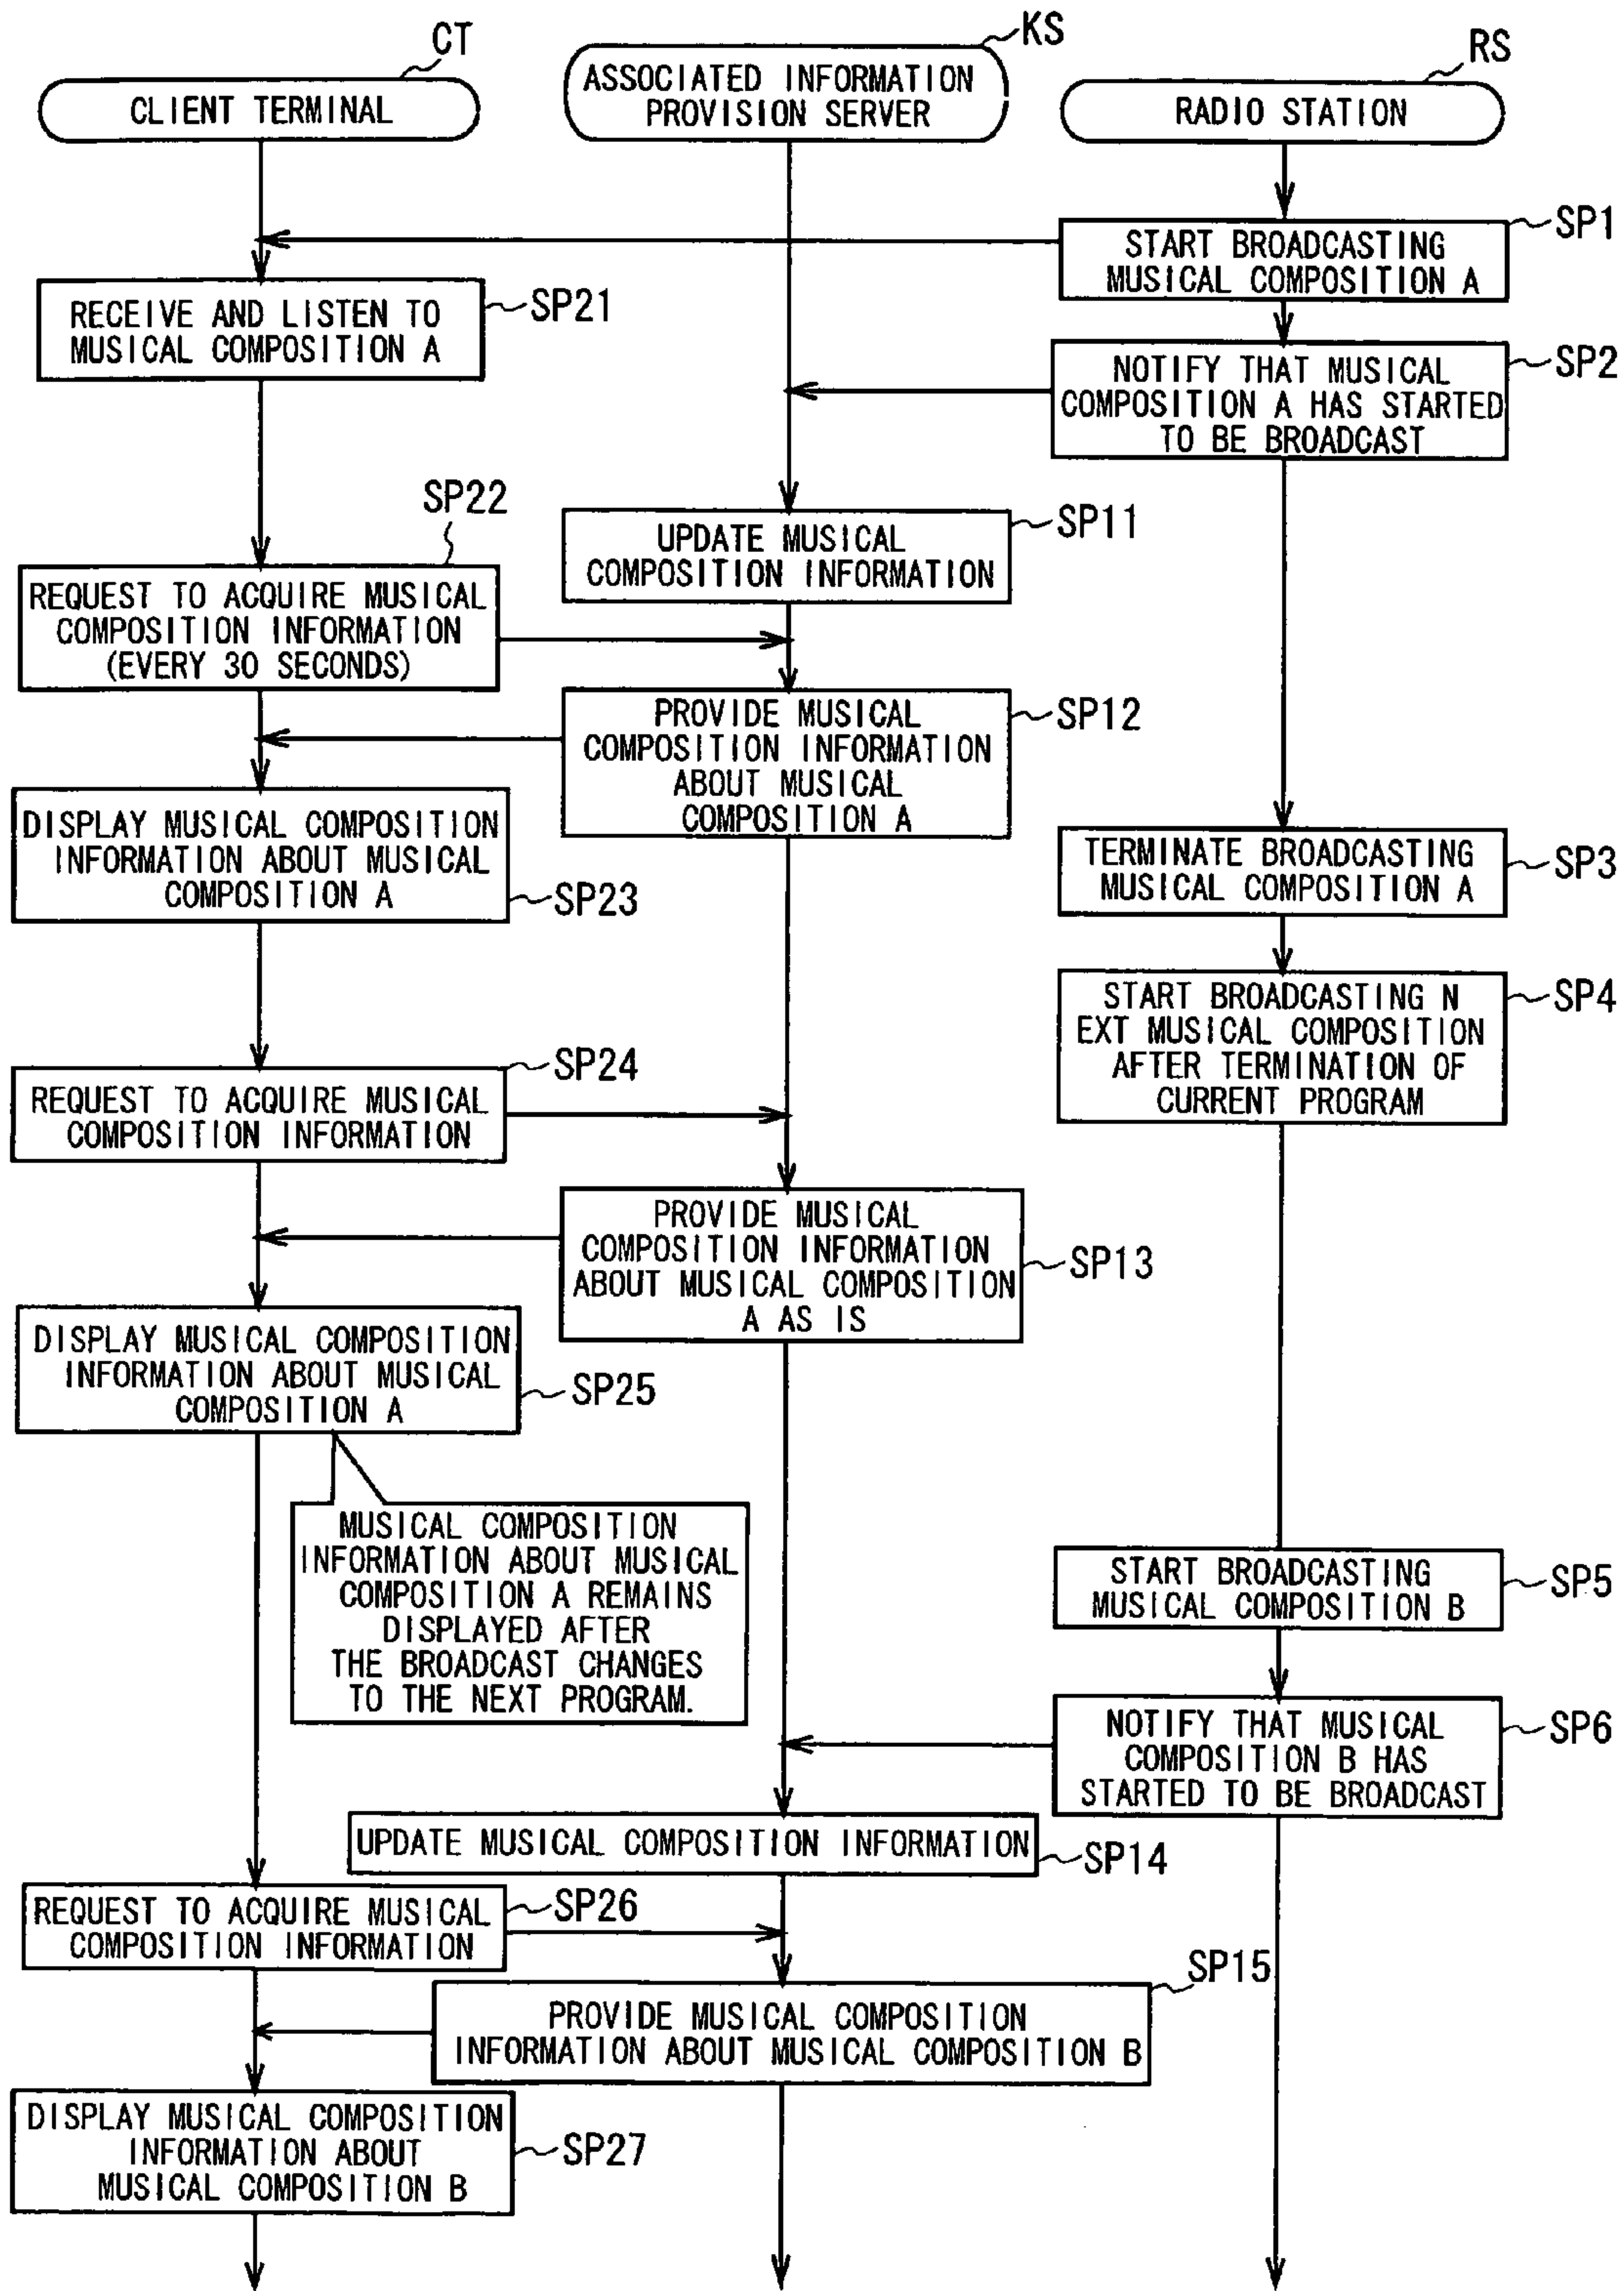 CT
CLIENT TERMINAL
KS
ASSOCIATED INFORMATION
PROVISION SERVER
RS
RADIO STATION
START BROADCASTING
MUSICAL COMPOSITION A
SP1
RECEIVE AND LISTEN TO
MUSICAL COMPOSITION A
SP21
NOTIFY THAT MUSICAL
COMPOSITION A HAS STARTED
TO BE BROADCAST
SP2
SP22
REQUEST TO ACQUIRE MUSICAL
COMPOSITION INFORMATION
(EVERY 30 SECONDS)
UPDATE MUSICAL
COMPOSITION INFORMATION
SP11
PROVIDE MUSICAL
COMPOSITION INFORMATION
ABOUT MUSICAL
COMPOSITION A
SP12
DISPLAY MUSICAL COMPOSITION
INFORMATION ABOUT MUSICAL
COMPOSITION A
SP23
TERMINATE BROADCASTING
MUSICAL COMPOSITION A
SP3
START BROADCASTING N
EXT MUSICAL COMPOSITION
AFTER TERMINATION OF
CURRENT PROGRAM
SP4
REQUEST TO ACQUIRE MUSICAL
COMPOSITION INFORMATION
SP24
PROVIDE MUSICAL
COMPOSITION INFORMATION
ABOUT MUSICAL COMPOSITION
A AS IS
SP13
DISPLAY MUSICAL COMPOSITION
INFORMATION ABOUT MUSICAL
COMPOSITION A
SP25
MUSICAL COMPOSITION
INFORMATION ABOUT MUSICAL
COMPOSITION A REMAINS
DISPLAYED AFTER
THE BROADCAST CHANGES
TO THE NEXT PROGRAM.
START BROADCASTING
MUSICAL COMPOSITION B
SP5
NOTIFY THAT MUSICAL
COMPOSITION B HAS
STARTED TO BE BROADCAST
SP6
UPDATE MUSICAL COMPOSITION INFORMATION
SP14
REQUEST TO ACQUIRE MUSICAL
COMPOSITION INFORMATION
SP26
SP15
PROVIDE MUSICAL COMPOSITION
INFORMATION ABOUT MUSICAL COMPOSITION B
DISPLAY MUSICAL COMPOSITION
INFORMATION ABOUT
MUSICAL COMPOSITION B
SP27